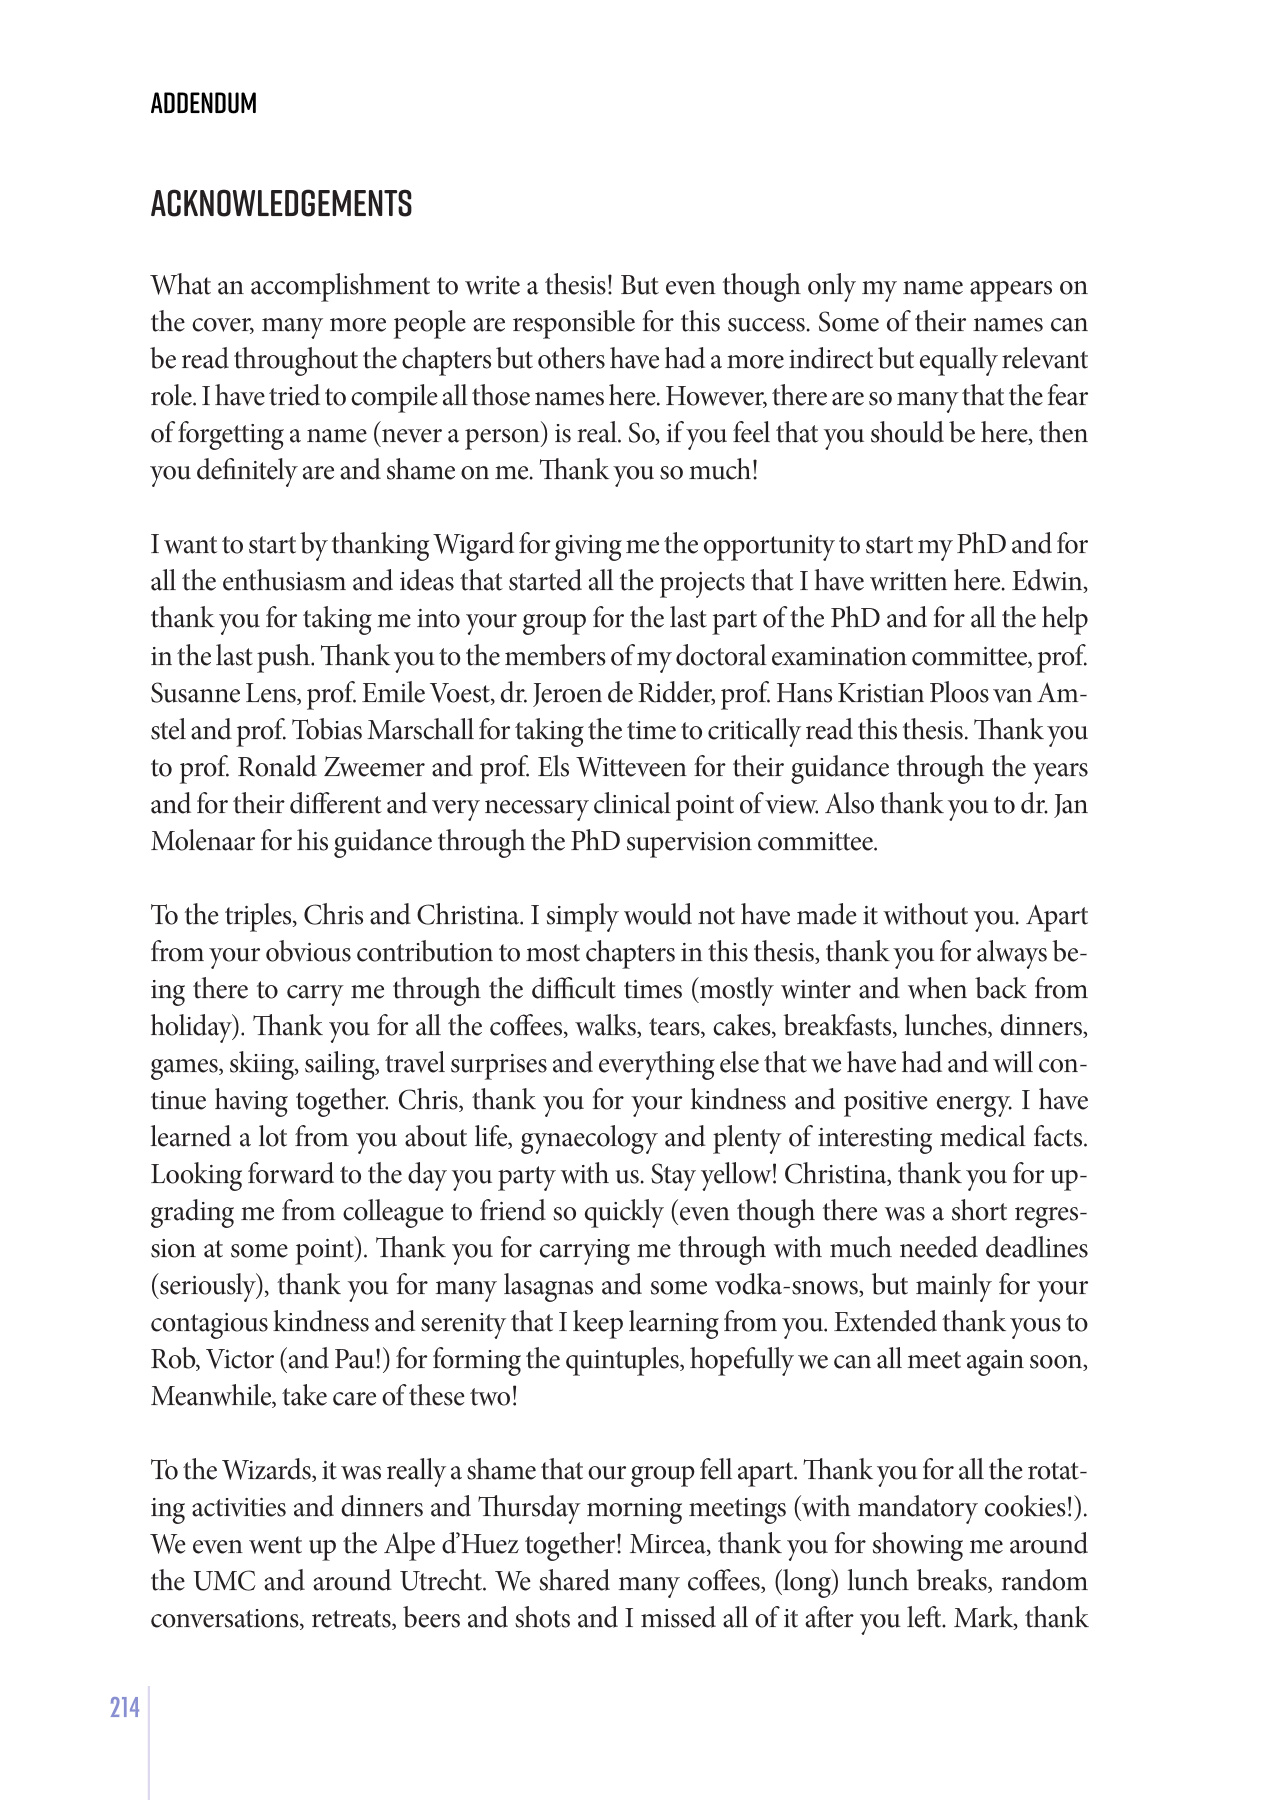 ADDENDUM
ACKNOWLEDGEMENTS
What an accomplishment to write a thesis! But even though only my name appears on
the cover, many more people are responsible for this success. Some of their names can
be read throughout the chapters but others have had a more indirect but equally relevant
role. I have tried to compile all those names here. However, there are so many that the fear
of forgetting a name (never a person) is real. So, if you feel that you should be here, then
you definitely are and shame on me. Thank you so much!
I want to start by thanking Wigard for giving me the opportunity to start my PhD and for
all the enthusiasm and ideas that started all the projects that I have written here. Edwin,
thank you for taking me into your group for the last part of the PhD and for all the help
in the last push. Thank you to the members of my doctoral examination committee, prof.
Susanne Lens, prof. Emile Voest, dr. Jeroen de Ridder, prof. Hans Kristian Ploos van Am-
stel and prof. Tobias Marschall for taking the time to critically read this thesis. Thank you
to prof. Ronald Zweemer and prof. Els Witteveen for their guidance through the years
and for their different and very necessary clinical point of view. Also thank you to dr. Jan
Molenaar for his guidance through the PhD supervision committee.
To the triples, Chris and Christina. I simply would not have made it without you. Apart
from your obvious contribution to most chapters in this thesis, thank you for always be-
ing there to carry me through the difficult times (mostly winter and when back from
holiday). Thank you for all the coffees, walks, tears, cakes, breakfasts, lunches, dinners,
games, skiing, sailing, travel surprises and everything else that we have had and will con-
tinue having together. Chris, thank you for your kindness and positive energy. I have
learned a lot from you about life, gynaecology and plenty of interesting medical facts.
Looking forward to the day you party with us. Stay yellow! Christina, thank you for up-
grading me from colleague to friend so quickly (even though there was a short regres-
sion at some point). Thank you for carrying me through with much needed deadlines
(seriously), thank you for many lasagnas and some vodka-snows, but mainly for your
contagious kindness and serenity that I keep learning from you. Extended thank yous to
Rob, Victor (and Pau!) for forming the quintuples, hopefully we can all meet again soon,
Meanwhile, take care of these two!
To the Wizards, it was really a shame that our group fell apart. Thank you for all the rotat-
ing activities and dinners and Thursday morning meetings (with mandatory cookies!).
We even went up the Alpe d’Huez together! Mircea, thank you for showing me around
the UMC and around Utrecht. We shared many coffees, (long) lunch breaks, random
conversations, retreats, beers and shots and I missed all of it after you left. Mark, thank
214